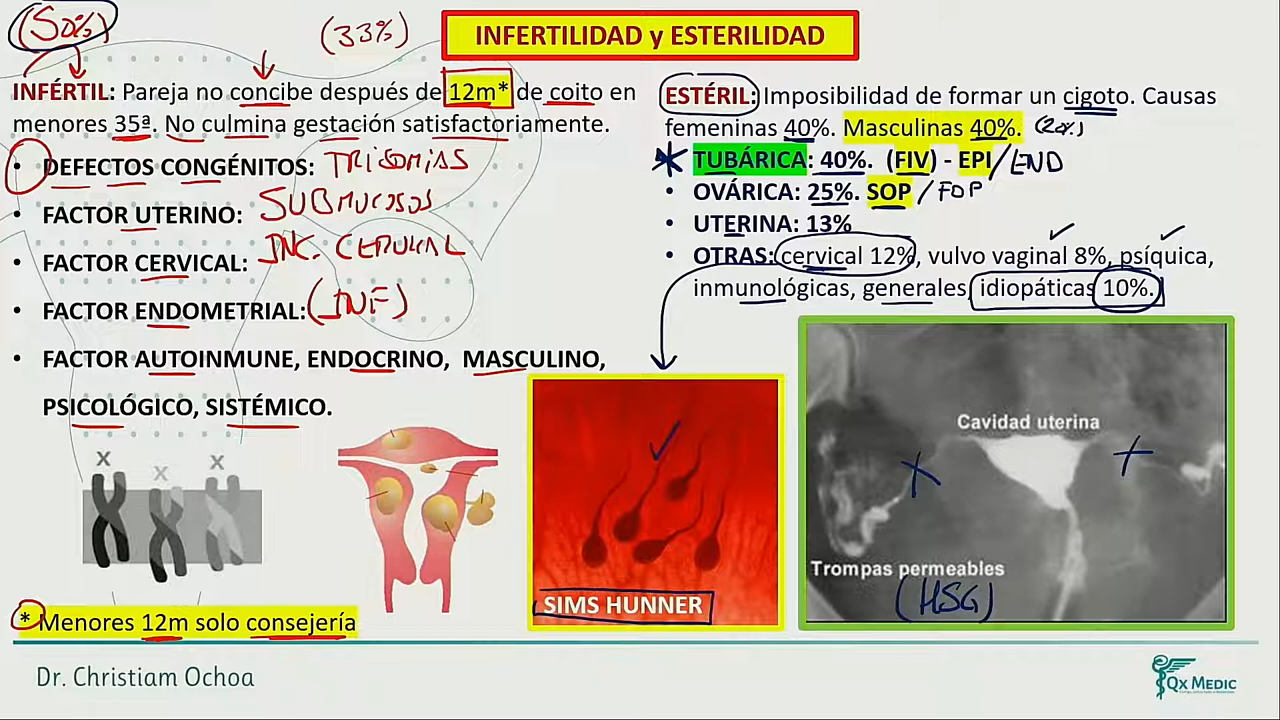 (50%)
(33%)
INFERTILIDAD y ESTERILIDAD
INFÉRTIL: Pareja no concibe después de 12m* de coito en
menores 35ª. No culmina gestación satisfactoriamente.
• DEFECTOS CONGÉNITOS: TRISOMIAS
• FACTOR UTERINO: SUBMUCOSOS
• FACTOR CERVICAL: INC. CERVICAL
• FACTOR ENDOMETRIAL: (INF)
• FACTOR AUTOINMUNE, ENDOCRINO, MASCULINO,
PSICOLÓGICO, SISTÉMICO.
X X X
* Menores 12m solo consejería
ESTÉRIL: Imposibilidad de formar un cigoto. Causas
femeninas 40%. Masculinas 40%. (20%)
• TUBÁRICA: 40%. (FIV) - EPI/END
• OVÁRICA: 25%. SOP / FOP
• UTERINA: 13%
• OTRAS: cervical 12%, vulvo vaginal 8%, psíquica,
inmunológicas, generales, idiopáticas 10%.
SIMS HUNNER
Cavidad uterina
Trompas permeables
(HSG)
Dr. Christiam Ochoa
QX MEDIC